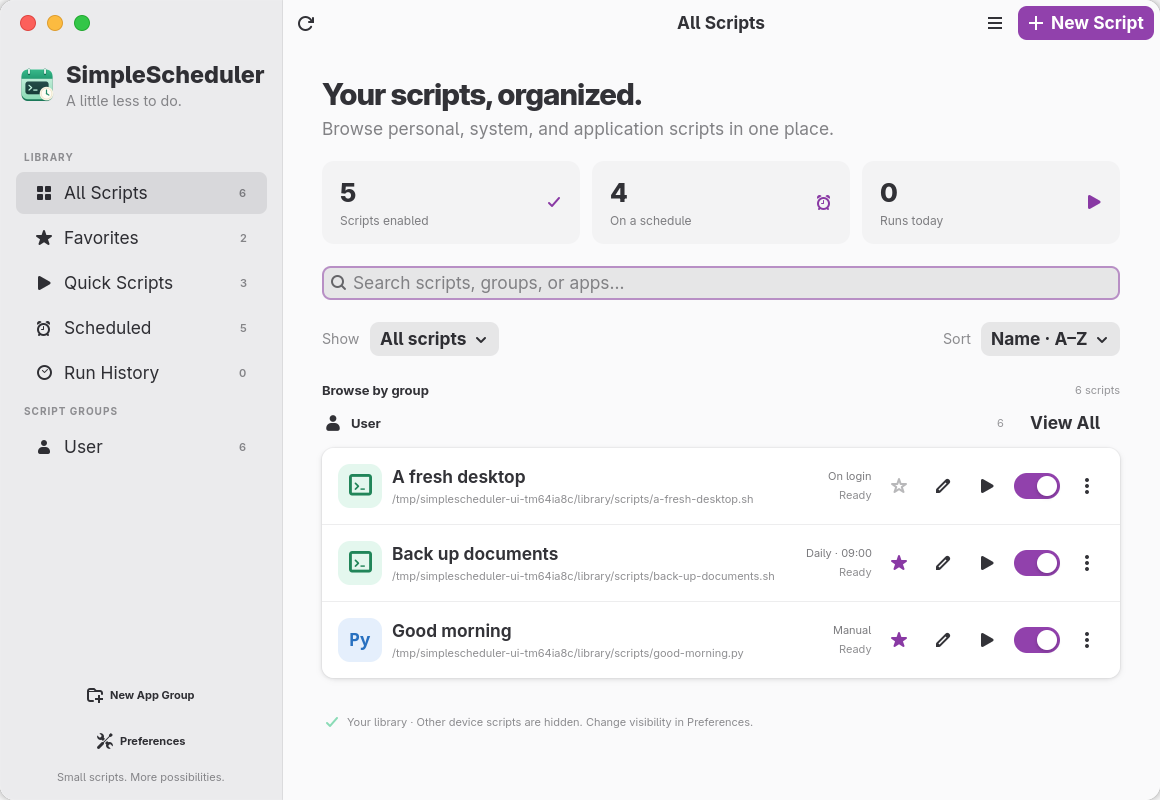 All Scripts
New Script
SimpleScheduler
A little less to do.
LIBRARY
All Scripts 6
Favorites 2
Quick Scripts 3
Scheduled 5
Run History 0
SCRIPT GROUPS
User 6
New App Group
Preferences
Small scripts. More possibilities.
Your scripts, organized.
Browse personal, system, and application scripts in one place.
5
Scripts enabled
4
On a schedule
0
Runs today
Search scripts, groups, or apps...
Show All scripts
Sort Name · A–Z
Browse by group 6 scripts
User 6 View All
A fresh desktop
/tmp/simplescheduler-ui-tm64ia8c/library/scripts/a-fresh-desktop.sh
On login
Ready
Back up documents
/tmp/simplescheduler-ui-tm64ia8c/library/scripts/back-up-documents.sh
Daily · 09:00
Ready
Py
Good morning
/tmp/simplescheduler-ui-tm64ia8c/library/scripts/good-morning.py
Manual
Ready
Your library · Other device scripts are hidden. Change visibility in Preferences.